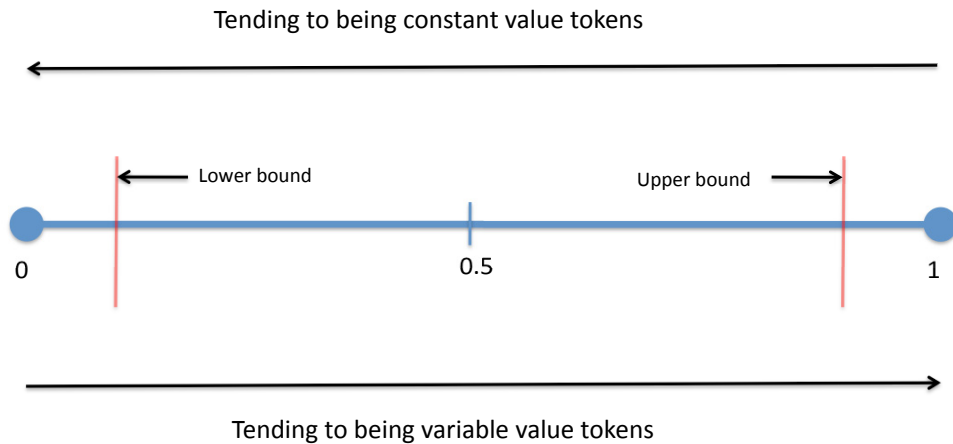 Tending to being constant value tokens
Lower bound
Upper bound
0
0.5
1
Tending to being variable value tokens